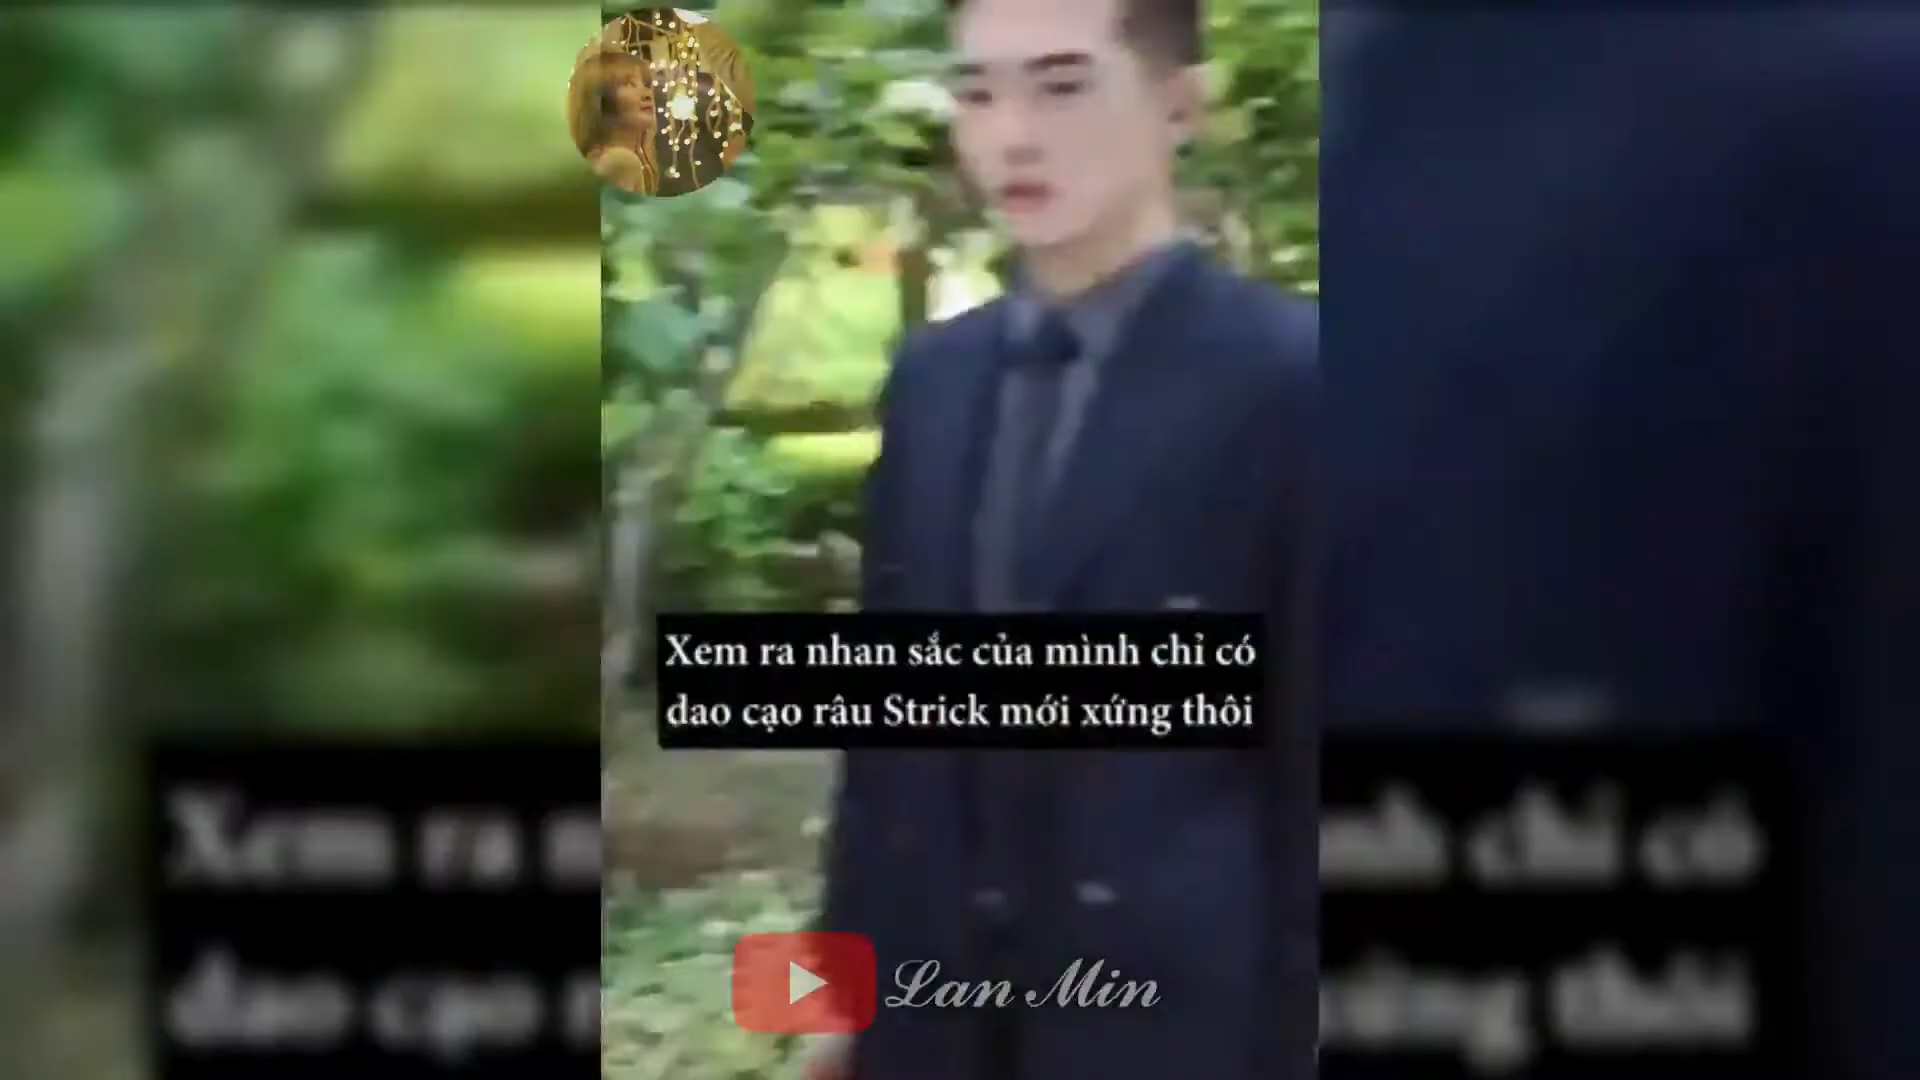 Xem ra nhan sắc của mình chỉ có
dao cạo râu Strick mới xứng thôi
Lan Min